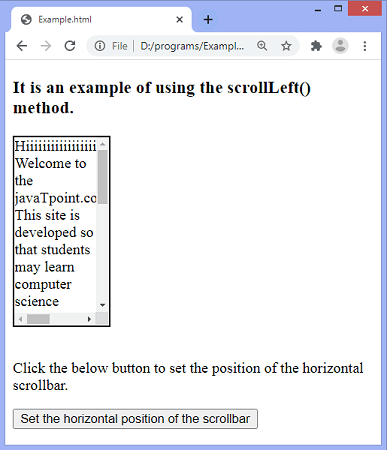 Example.html
File
D:/programs/Exampl...
It is an example of using the scrollLeft()
method.
Hiiiiiiiiiiiiiiiii
Welcome to
the
javaTpoint.co
This site is
developed so
that students
may learn
computer
science
Click the below button to set the position of the horizontal
scrollbar.
Set the horizontal position of the scrollbar